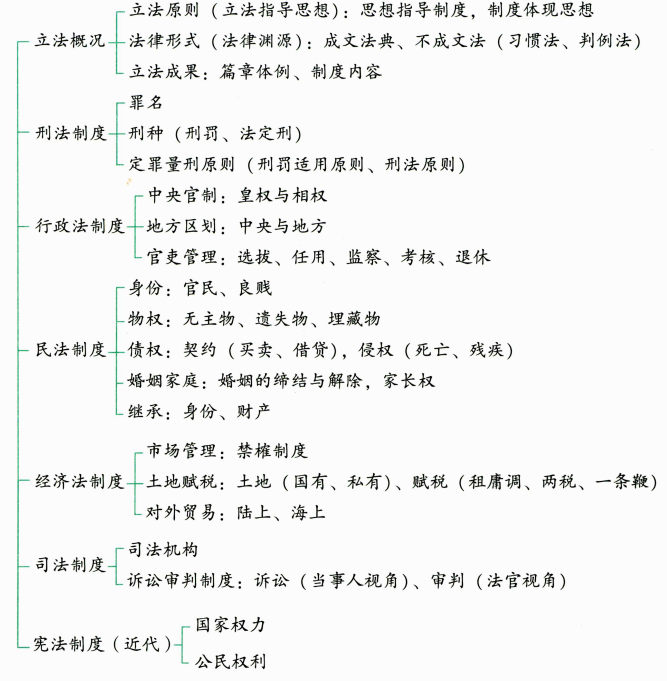 立法原则（立法指导思想）：思想指导制度，制度体现思想
立法概况
法律形式（法律渊源）：成文法典、不成文法（习惯法、判例法）
立法成果：篇章体例、制度内容
罪名
刑法制度
刑种（刑罚、法定刑）
定罪量刑原则（刑罚适用原则、刑法原则）
中央官制：皇权与相权
行政法制度
地方区划：中央与地方
官吏管理：选拔、任用、监察、考核、退休
身份：官民、良贱
物权：无主物、遗失物、埋藏物
民法制度
债权：契约（买卖、借贷），侵权（死亡、残疾）
婚姻家庭：婚姻的缔结与解除，家长权
继承：身份、财产
市场管理：禁榷制度
经济法制度
土地赋税：土地（国有、私有）、赋税（租庸调、两税、一条鞭）
对外贸易：陆上、海上
司法机构
司法制度
诉讼审判制度：诉讼（当事人视角）、审判（法官视角）
国家权力
宪法制度（近代）
公民权利